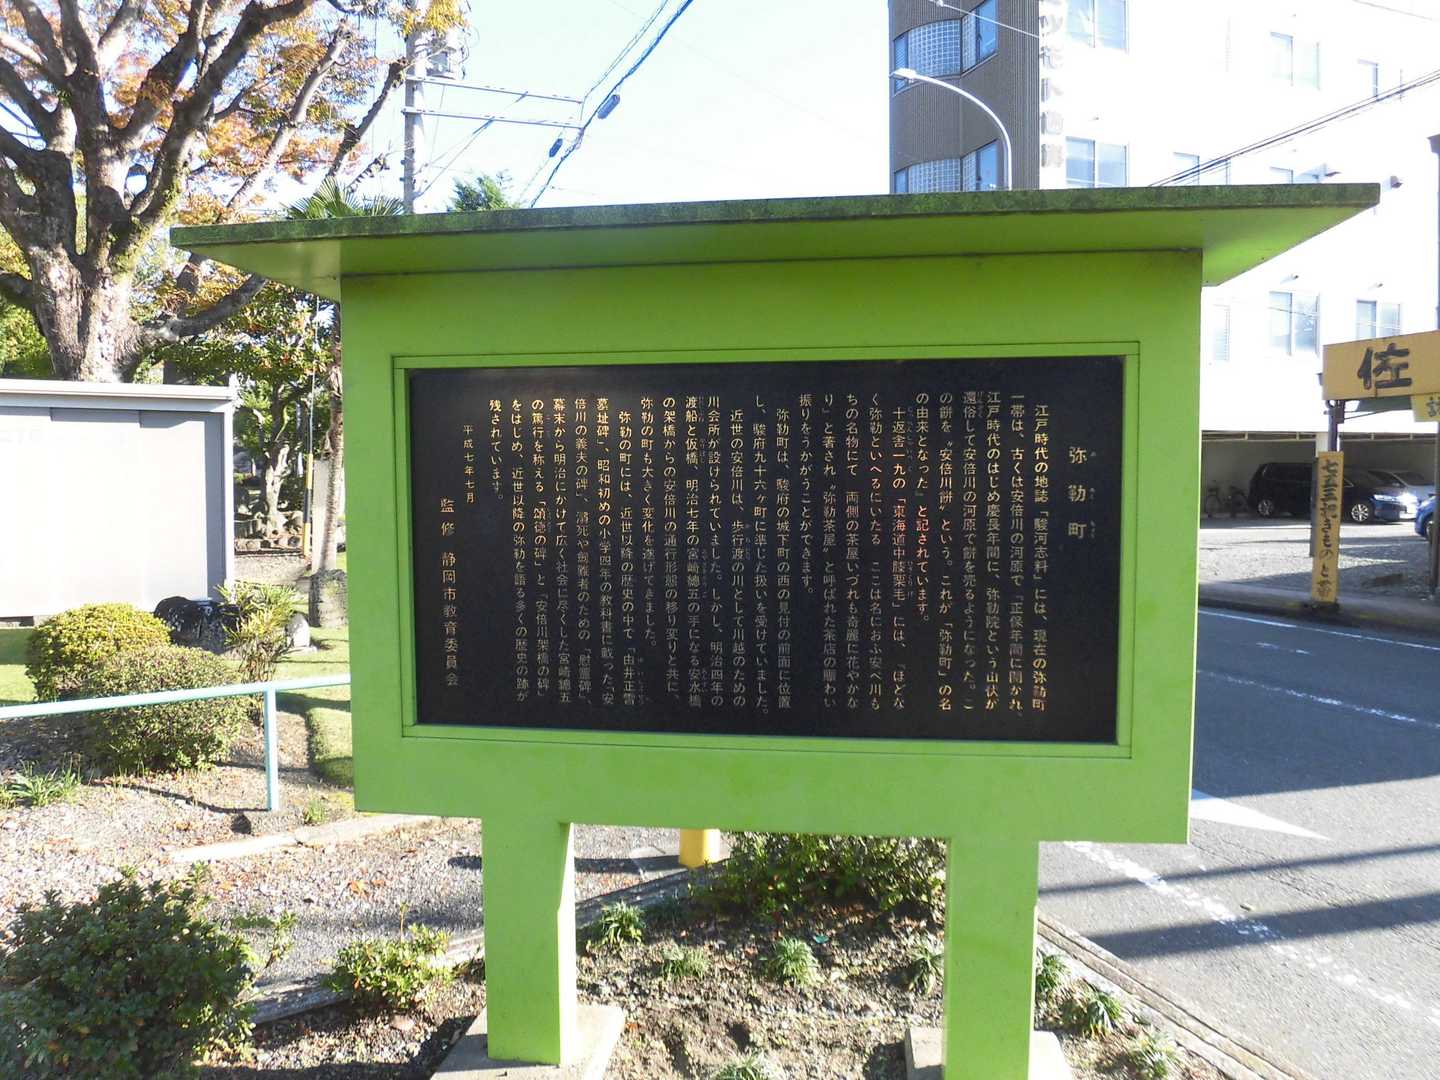 弥勒町
江戸時代の地誌「駿河志料」には、現在の弥勒町
一帯は、古くは安倍川の河原で「正保年間に開かれ、
江戸時代のはじめ慶長年間に、弥勒院という山伏が
還俗して安倍川の河原で餅を売るようになった。こ
の餅を〝安倍川餅〟という。これが「弥勒町」の名
の由来となった」と記されています。
十返舎一九の「東海道中膝栗毛」には、「ほどな
く弥勒といへるにいたる ここは名におふ安べ川も
ちの名物にて 両側の茶屋いづれも奇麗に花やかな
り」と著され〝弥勒茶屋〟と呼ばれた茶店の賑わい
振りをうかがうことができます。
弥勒町は、駿府の城下町の西の見付の前面に位置
し、駿府九十六ヶ町に準じた扱いを受けていました。
近世の安倍川は、歩行渡の川として川越のための
川会所が設けられていました。しかし、明治四年の
渡船と仮橋、明治七年の宮崎總五の手になる安水橋
の架橋からの安倍川の通行形態の移り変りと共に、
弥勒の町も大きく変化を遂げてきました。
弥勒の町には、近世以降の歴史の中で「由井正雪
墓址碑」、昭和初めの小学四年の教科書に載った、「安
倍川の義夫の碑」、溺死や剱難者のための「慰霊碑」、
幕末から明治にかけて広く社会に尽くした宮崎總五
の篤行を称える「頌徳の碑」と「安倍川架橋の碑」
をはじめ、近世以降の弥勒を語る多くの歴史の跡が
残されています。
平成七年七月
監修 静岡市教育委員会
佐
七五三和きものと帯